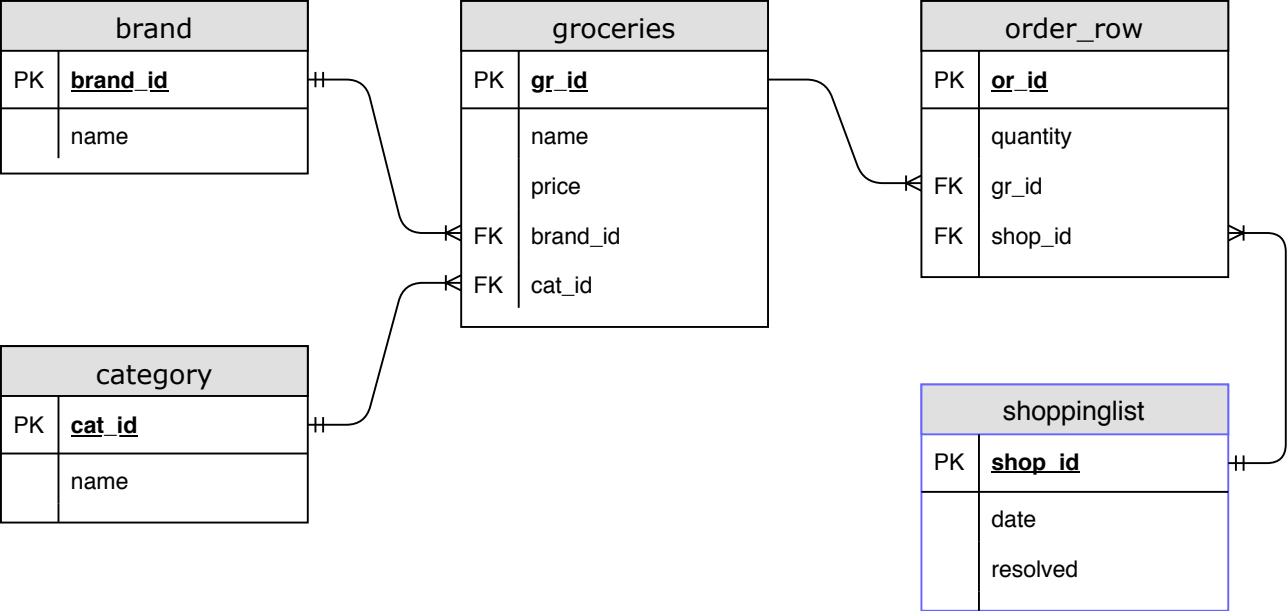 brand
PK brand_id
name
groceries
PK gr_id
name
price
FK brand_id
FK cat_id
order_row
PK or_id
quantity
FK gr_id
FK shop_id
category
PK cat_id
name
shoppinglist
PK shop_id
date
resolved